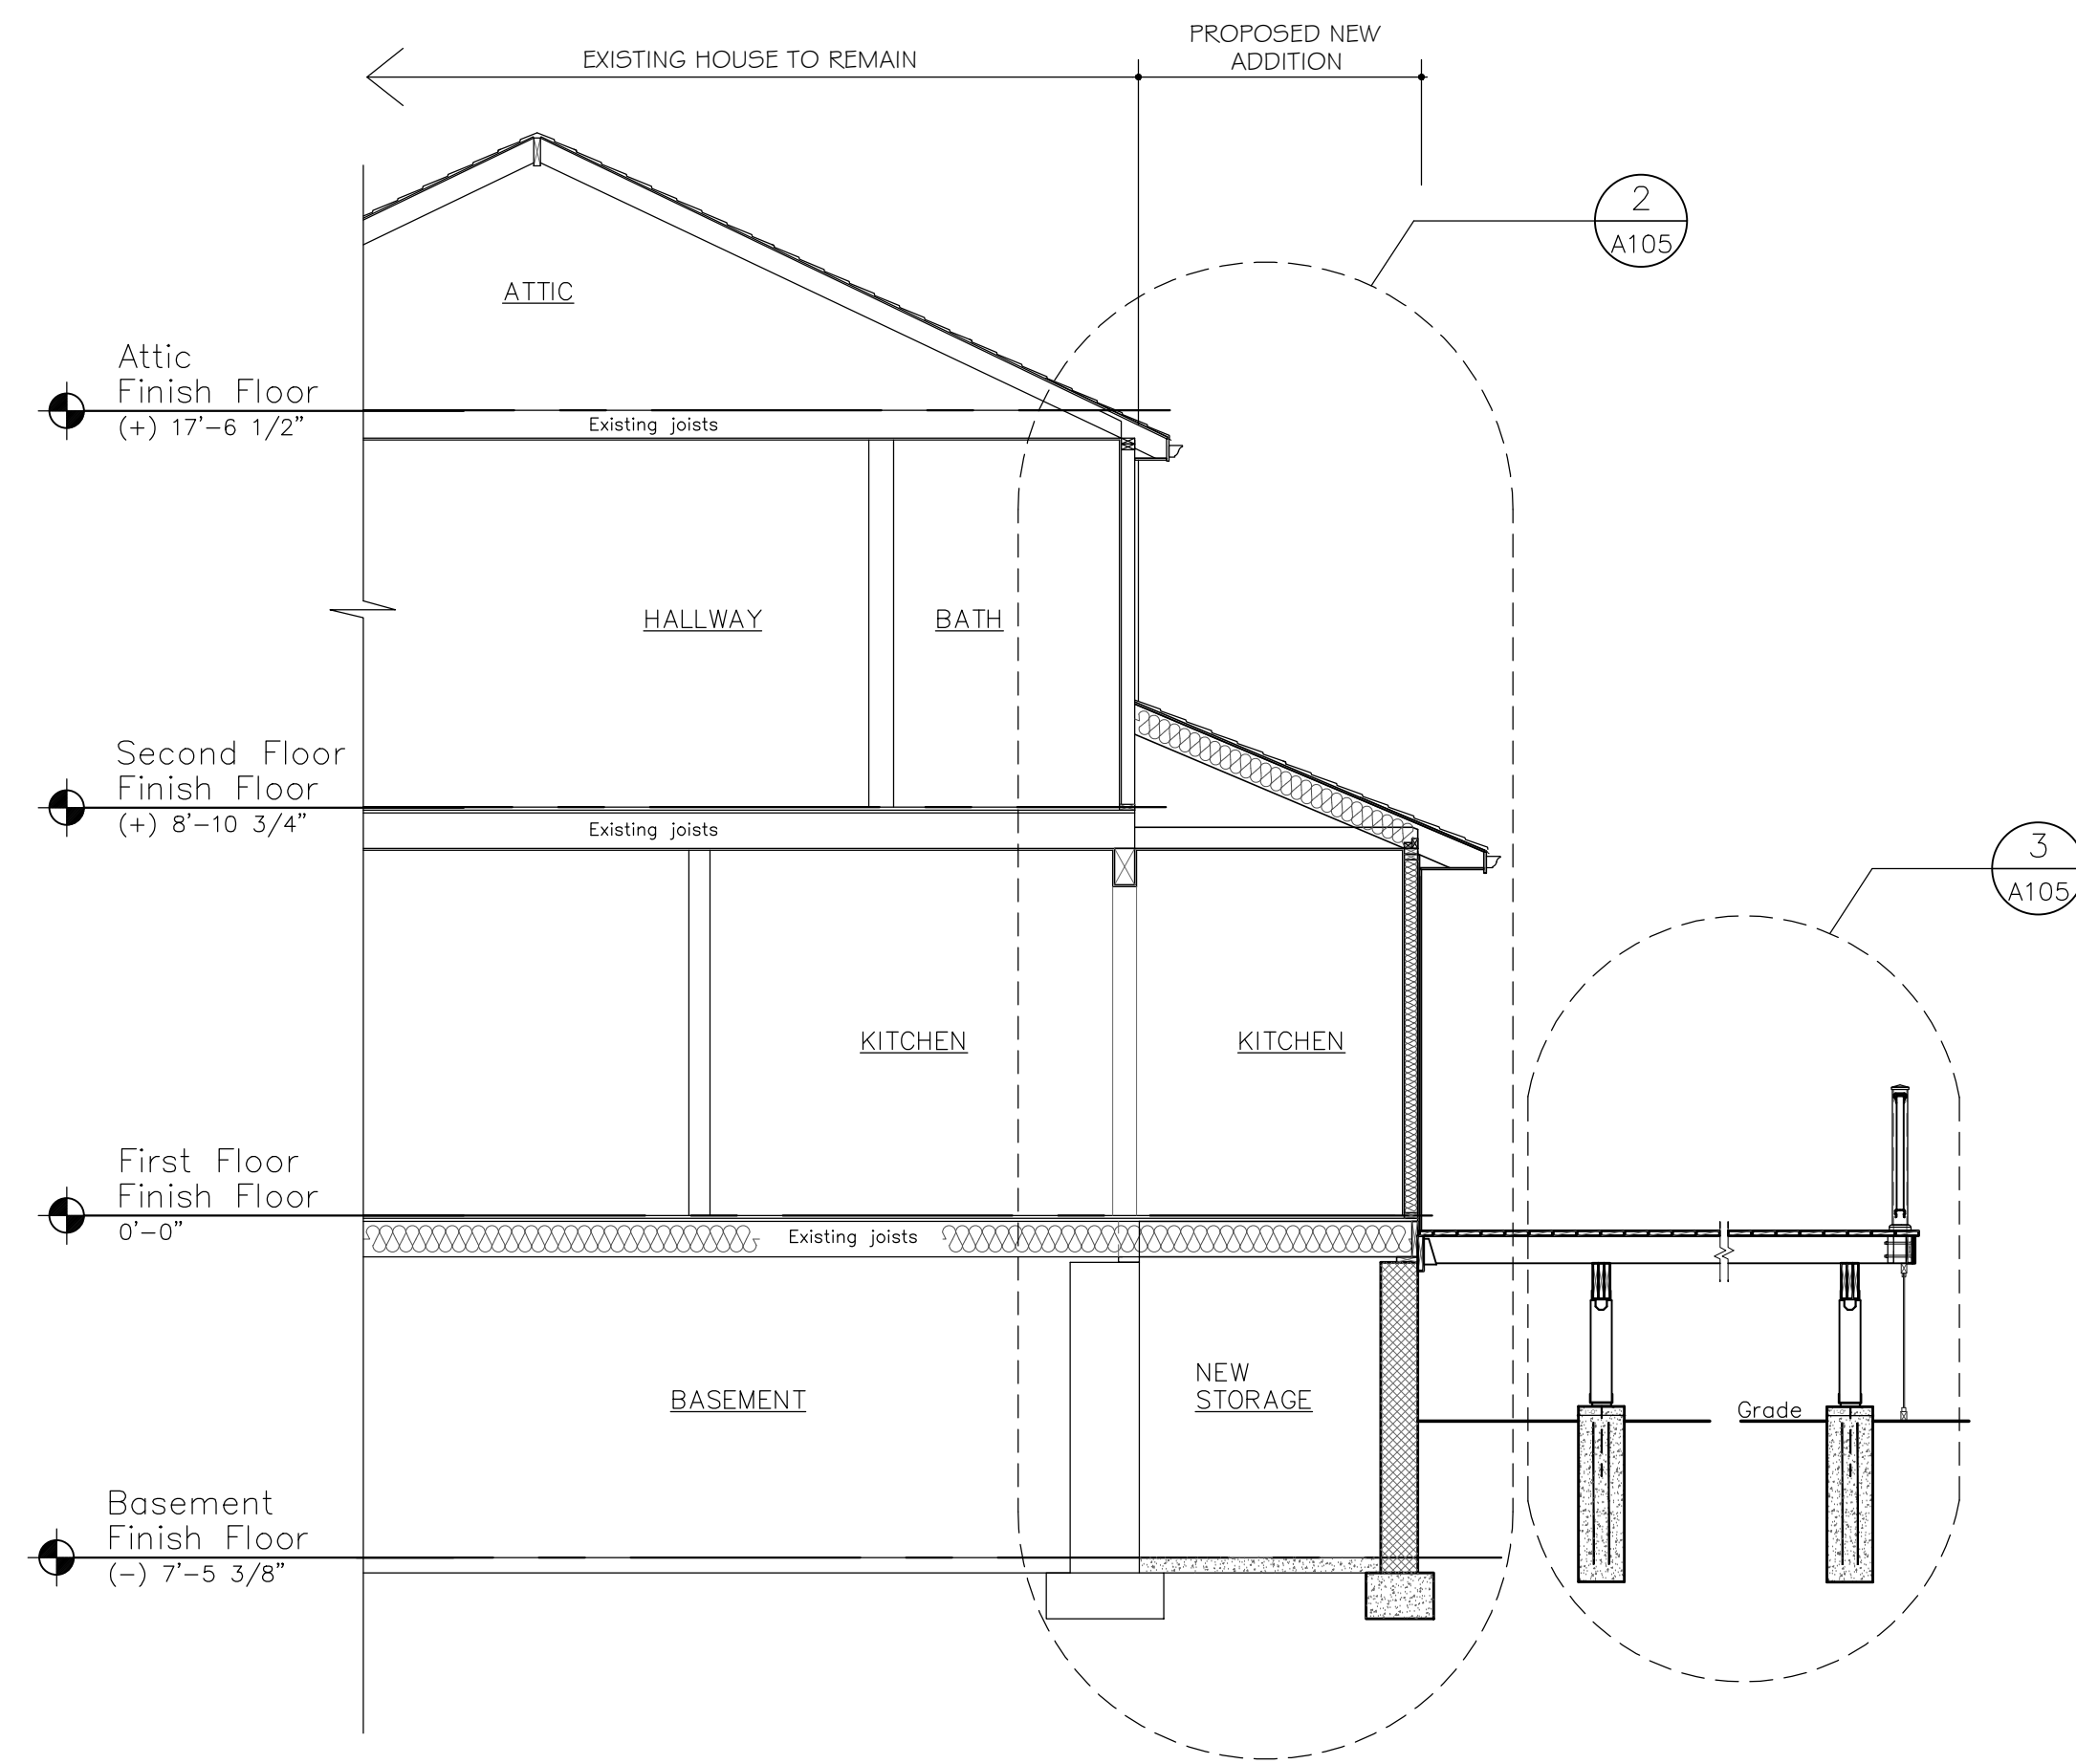 PROPOSED NEW
ADDITION
EXISTING HOUSE TO REMAIN
2
A105
ATTIC
Attic
Finish Floor
(+) 17'-6 1/2"
Existing joists
HALLWAY
BATH
Second Floor
Finish Floor
(+) 8'-10 3/4"
Existing joists
3
A105
KITCHEN
KITCHEN
First Floor
Finish Floor
0'-0"
Existing joists
NEW
STORAGE
BASEMENT
Grade
Basement
Finish Floor
(-) 7'-5 3/8"